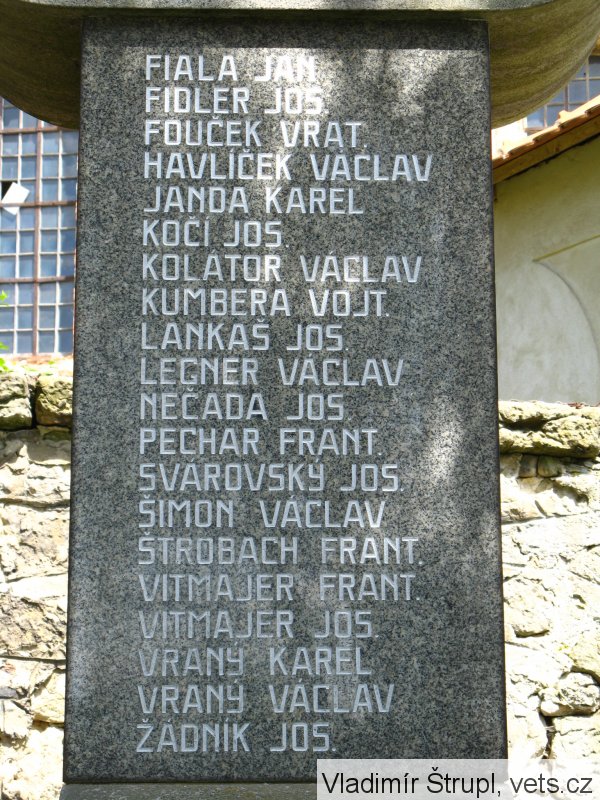 FIALA JAN
FIDLER JOS.
FOUČEK VRAT.
HAVLÍČEK VÁCLAV
JANDA KAREL
KOČÍ JOS.
KOLÁTOR VÁCLAV
KUMBERA VOJT.
LANKAŠ JOS.
LEGNER VÁCLAV
NEČADA JOS.
PECHAR FRANT.
SVÁROVSKÝ JOS.
ŠIMON VÁCLAV
ŠTROBACH FRANT.
VITMAJER FRANT.
VITMAJER JOS.
VRANÝ KAREL
VRANÝ VÁCLAV
ŽÁDNÍK JOS.
Vladimír Štrupl, vets.cz